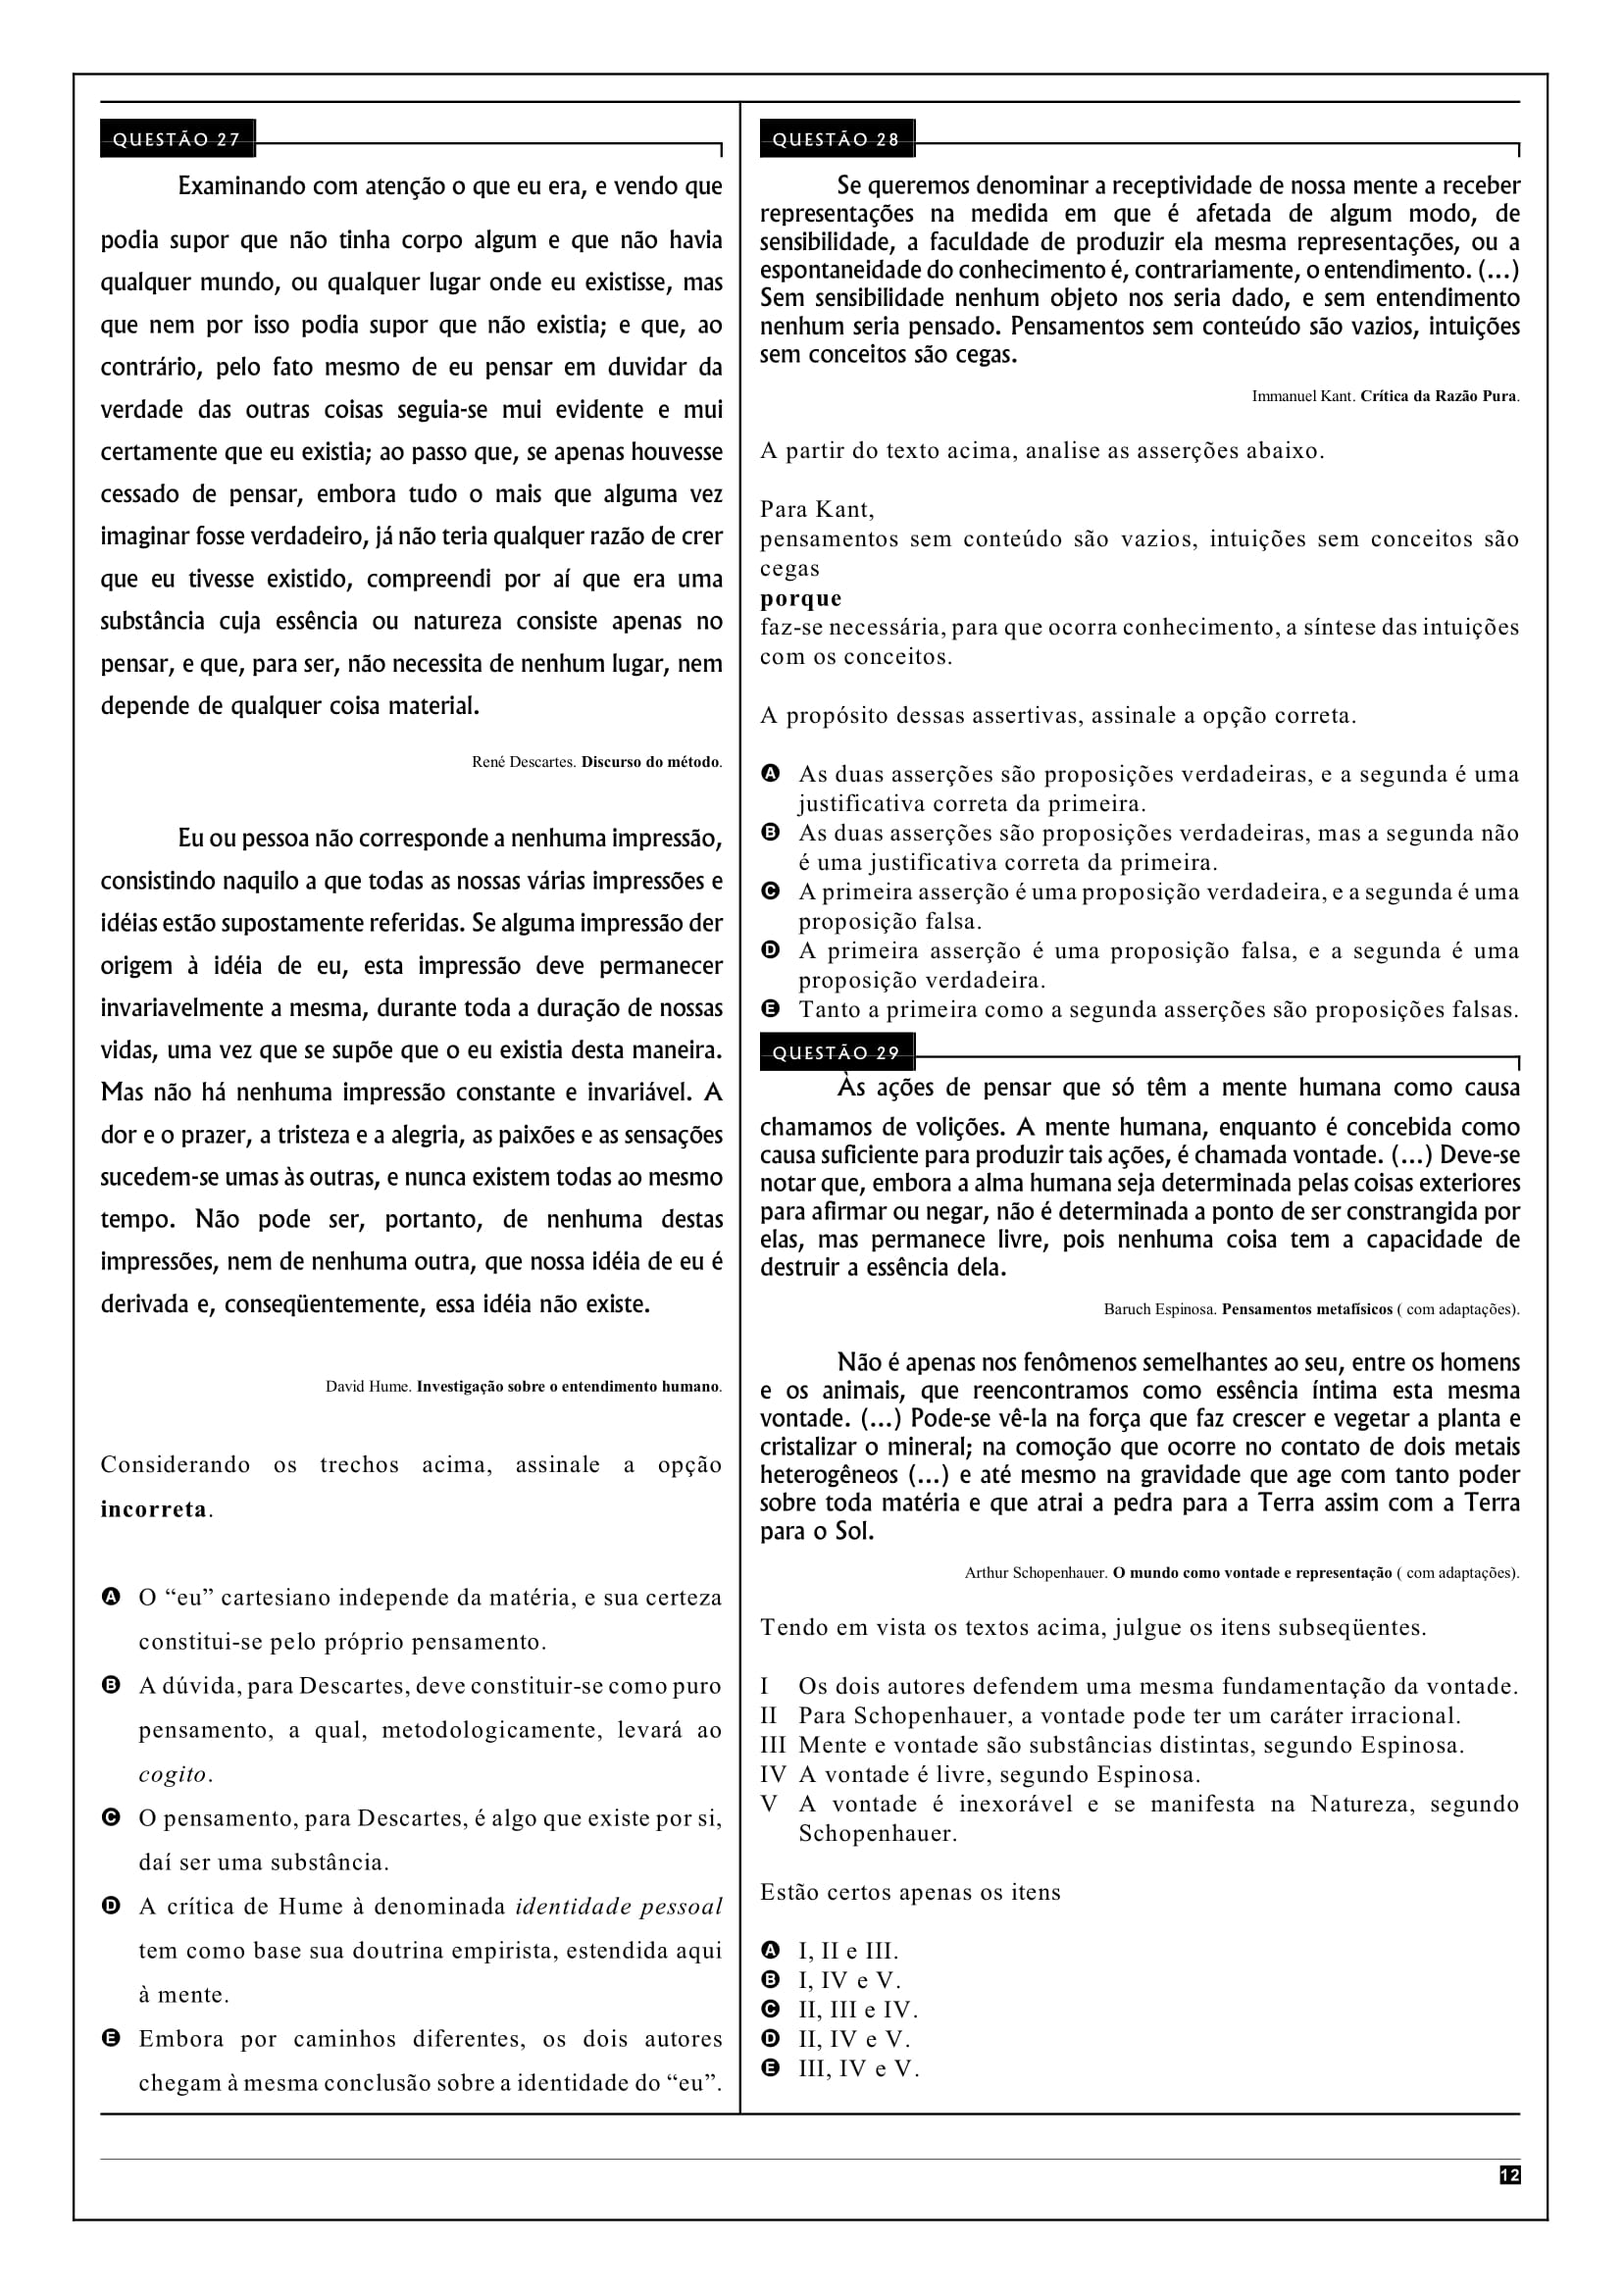 QUESTÃO 27
Examinando com atenção o que eu era, e vendo que
podia supor que não tinha corpo algum e que não havia
qualquer mundo, ou qualquer lugar onde eu existisse, mas
que nem por isso podia supor que não existia; e que, ao
contrário, pelo fato mesmo de eu pensar em duvidar da
verdade das outras coisas seguia-se mui evidente e mui
certamente que eu existia; ao passo que, se apenas houvesse
cessado de pensar, embora tudo o mais que alguma vez
imaginar fosse verdadeiro, já não teria qualquer razão de crer
que eu tivesse existido, compreendi por aí que era uma
substância cuja essência ou natureza consiste apenas no
pensar, e que, para ser, não necessita de nenhum lugar, nem
depende de qualquer coisa material.
René Descartes. Discurso do método.
Eu ou pessoa não corresponde a nenhuma impressão,
consistindo naquilo a que todas as nossas várias impressões e
idéias estão supostamente referidas. Se alguma impressão der
origem à idéia de eu, esta impressão deve permanecer
invariavelmente a mesma, durante toda a duração de nossas
vidas, uma vez que se supõe que o eu existia desta maneira.
Mas não há nenhuma impressão constante e invariável. A
dor e o prazer, a tristeza e a alegria, as paixões e as sensações
sucedem-se umas às outras, e nunca existem todas ao mesmo
tempo. Não pode ser, portanto, de nenhuma destas
impressões, nem de nenhuma outra, que nossa idéia de eu é
derivada e, conseqüentemente, essa idéia não existe.
David Hume. Investigação sobre o entendimento humano.
Considerando os trechos acima, assinale a opção
incorreta.
A O “eu” cartesiano independe da matéria, e sua certeza
constitui-se pelo próprio pensamento.
B A dúvida, para Descartes, deve constituir-se como puro
pensamento, a qual, metodologicamente, levará ao
cogito.
C O pensamento, para Descartes, é algo que existe por si,
daí ser uma substância.
D A crítica de Hume à denominada identidade pessoal
tem como base sua doutrina empirista, estendida aqui
à mente.
E Embora por caminhos diferentes, os dois autores
chegam à mesma conclusão sobre a identidade do “eu”.
QUESTÃO 28
Se queremos denominar a receptividade de nossa mente a receber
representações na medida em que é afetada de algum modo, de
sensibilidade, a faculdade de produzir ela mesma representações, ou a
espontaneidade do conhecimento é, contrariamente, o entendimento. (...)
Sem sensibilidade nenhum objeto nos seria dado, e sem entendimento
nenhum seria pensado. Pensamentos sem conteúdo são vazios, intuições
sem conceitos são cegas.
Immanuel Kant. Crítica da Razão Pura.
A partir do texto acima, analise as asserções abaixo.
Para Kant,
pensamentos sem conteúdo são vazios, intuições sem conceitos são
cegas
porque
faz-se necessária, para que ocorra conhecimento, a síntese das intuições
com os conceitos.
A propósito dessas assertivas, assinale a opção correta.
A As duas asserções são proposições verdadeiras, e a segunda é uma
justificativa correta da primeira.
B As duas asserções são proposições verdadeiras, mas a segunda não
é uma justificativa correta da primeira.
C A primeira asserção é uma proposição verdadeira, e a segunda é uma
proposição falsa.
D A primeira asserção é uma proposição falsa, e a segunda é uma
proposição verdadeira.
E Tanto a primeira como a segunda asserções são proposições falsas.
QUESTÃO 29
Às ações de pensar que só têm a mente humana como causa
chamamos de volições. A mente humana, enquanto é concebida como
causa suficiente para produzir tais ações, é chamada vontade. (...) Deve-se
notar que, embora a alma humana seja determinada pelas coisas exteriores
para afirmar ou negar, não é determinada a ponto de ser constrangida por
elas, mas permanece livre, pois nenhuma coisa tem a capacidade de
destruir a essência dela.
Baruch Espinosa. Pensamentos metafísicos ( com adaptações).
Não é apenas nos fenômenos semelhantes ao seu, entre os homens
e os animais, que reencontramos como essência íntima esta mesma
vontade. (...) Pode-se vê-la na força que faz crescer e vegetar a planta e
cristalizar o mineral; na comoção que ocorre no contato de dois metais
heterogêneos (...) e até mesmo na gravidade que age com tanto poder
sobre toda matéria e que atrai a pedra para a Terra assim com a Terra
para o Sol.
Arthur Schopenhauer. O mundo como vontade e representação ( com adaptações).
Tendo em vista os textos acima, julgue os itens subseqüentes.
I Os dois autores defendem uma mesma fundamentação da vontade.
II Para Schopenhauer, a vontade pode ter um caráter irracional.
III Mente e vontade são substâncias distintas, segundo Espinosa.
IV A vontade é livre, segundo Espinosa.
V A vontade é inexorável e se manifesta na Natureza, segundo
Schopenhauer.
Estão certos apenas os itens
A I, II e III.
B I, IV e V.
C II, III e IV.
D II, IV e V.
E III, IV e V.
12